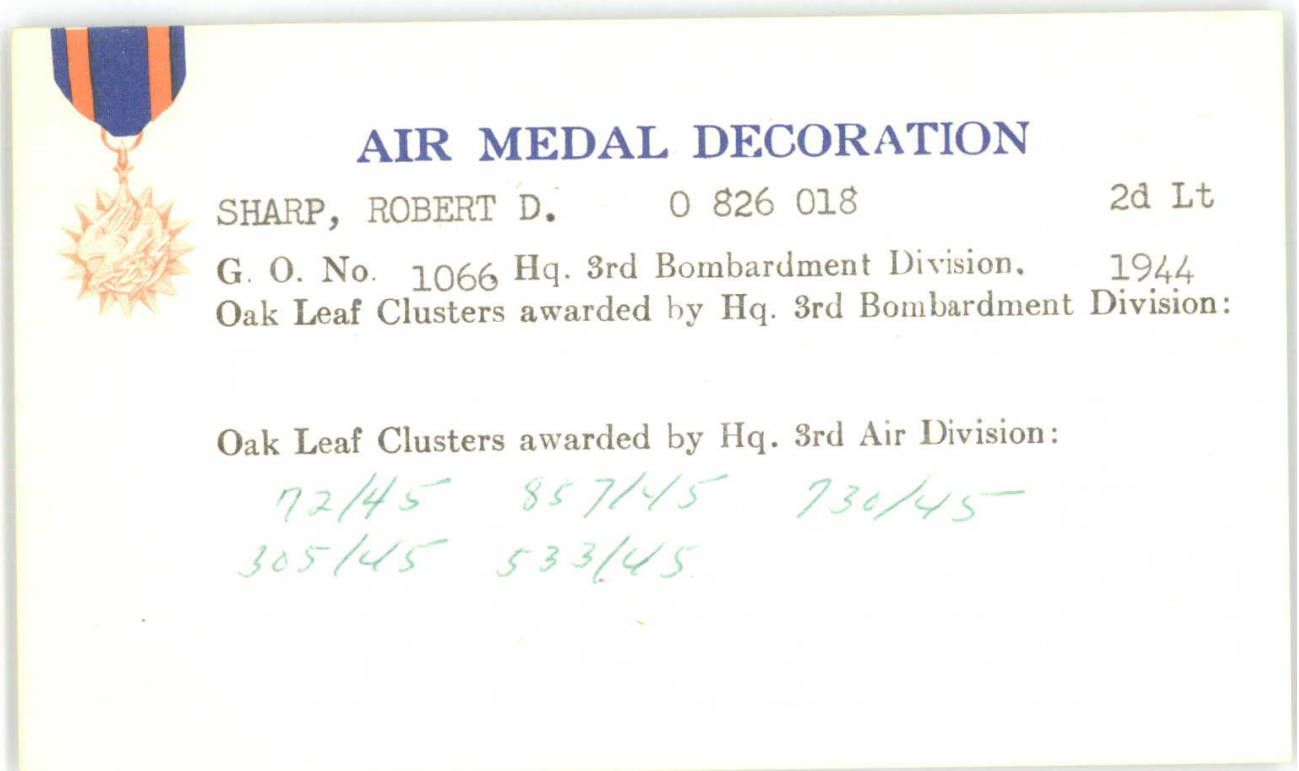 AIR MEDAL DECORATION
SHARP, ROBERT D. O 826 018 2d Lt
G. O. No. 1066 Hq. 3rd Bombardment Division. 1944
Oak Leaf Clusters awarded by Hq. 3rd Bombardment Division:
Oak Leaf Clusters awarded by Hq. 3rd Air Division:
72/45 857/45 730/45
305/45 533/45